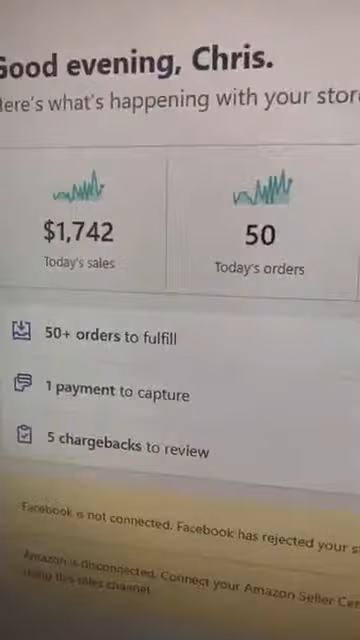 Good evening, Chris.
Here's what's happening with your stor
$1,742
Today's sales
50
Today's orders
50+ orders to fulfill
1 payment to capture
5 chargebacks to review
Facebook is not connected. Facebook has rejected your s
Amazon is disconnected. Connect your Amazon Seller Cen
using this sales channel.